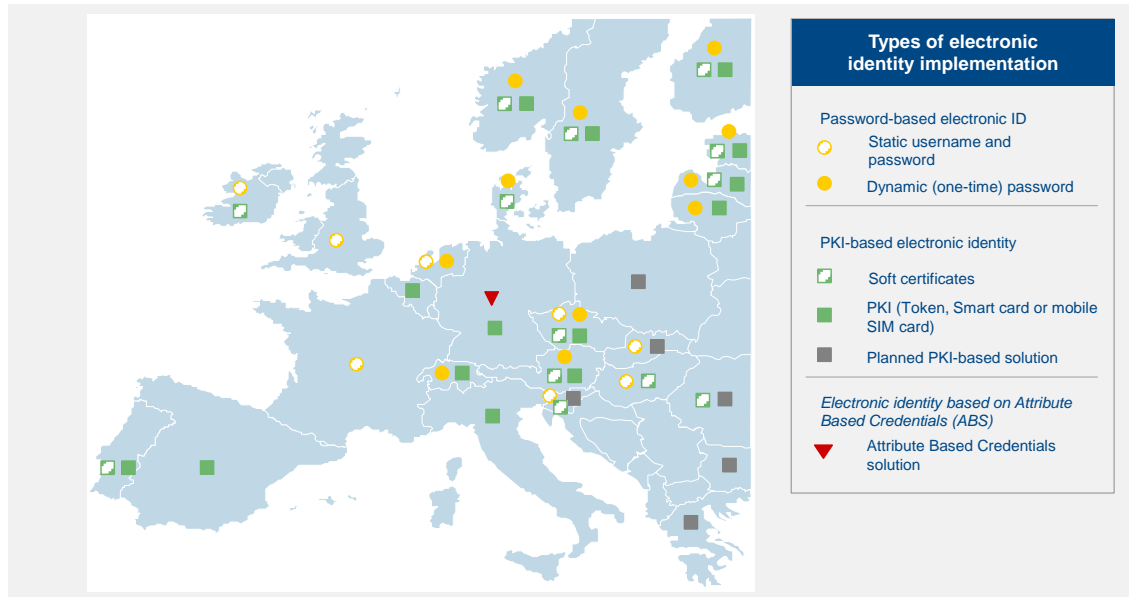 Types of electronic
identity implementation
Password-based electronic ID
Static username and
password
Dynamic (one-time) password
PKI-based electronic identity
Soft certificates
PKI (Token, Smart card or mobile
SIM card)
Planned PKI-based solution
Electronic identity based on Attribute
Based Credentials (ABS)
Attribute Based Credentials
solution